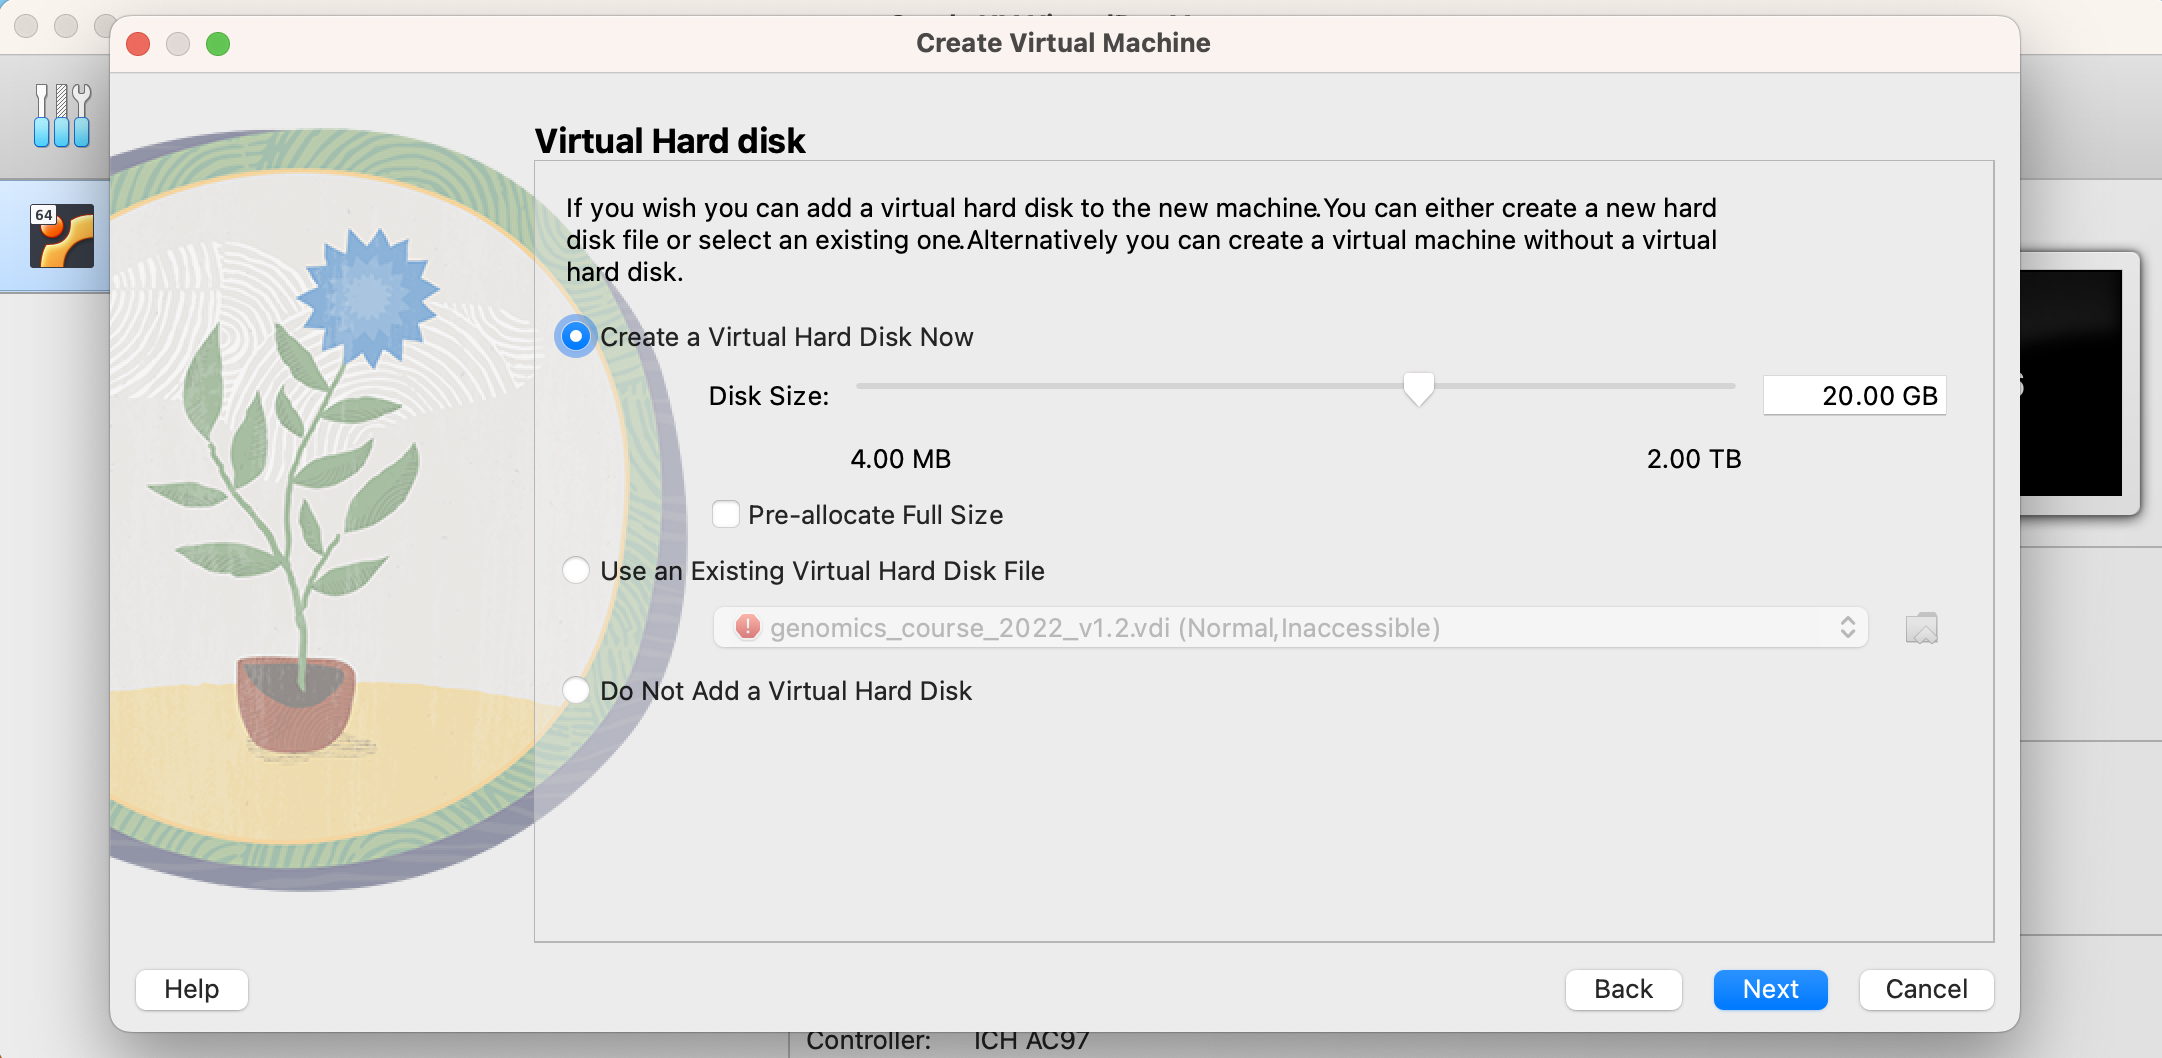 Create Virtual Machine
64
Virtual Hard disk
If you wish you can add a virtual hard disk to the new machine.You can either create a new hard
disk file or select an existing one.Alternatively you can create a virtual machine without a virtual
hard disk.
Create a Virtual Hard Disk Now
Disk Size:
20.00 GB
4.00 MB
2.00 TB
Pre-allocate Full Size
Use an Existing Virtual Hard Disk File
genomics_course_2022_v1.2.vdi (Normal,Inaccessible)
Do Not Add a Virtual Hard Disk
Help
Back
Next
Cancel
Controller: ICH AC97